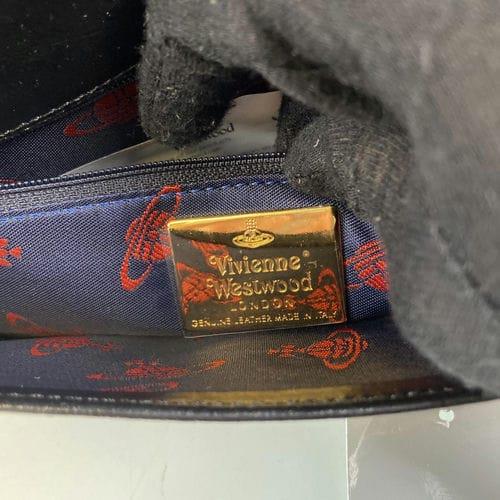 Vivienne
Westwood
LONDON
GENUINE LEATHER MADE IN ITALY